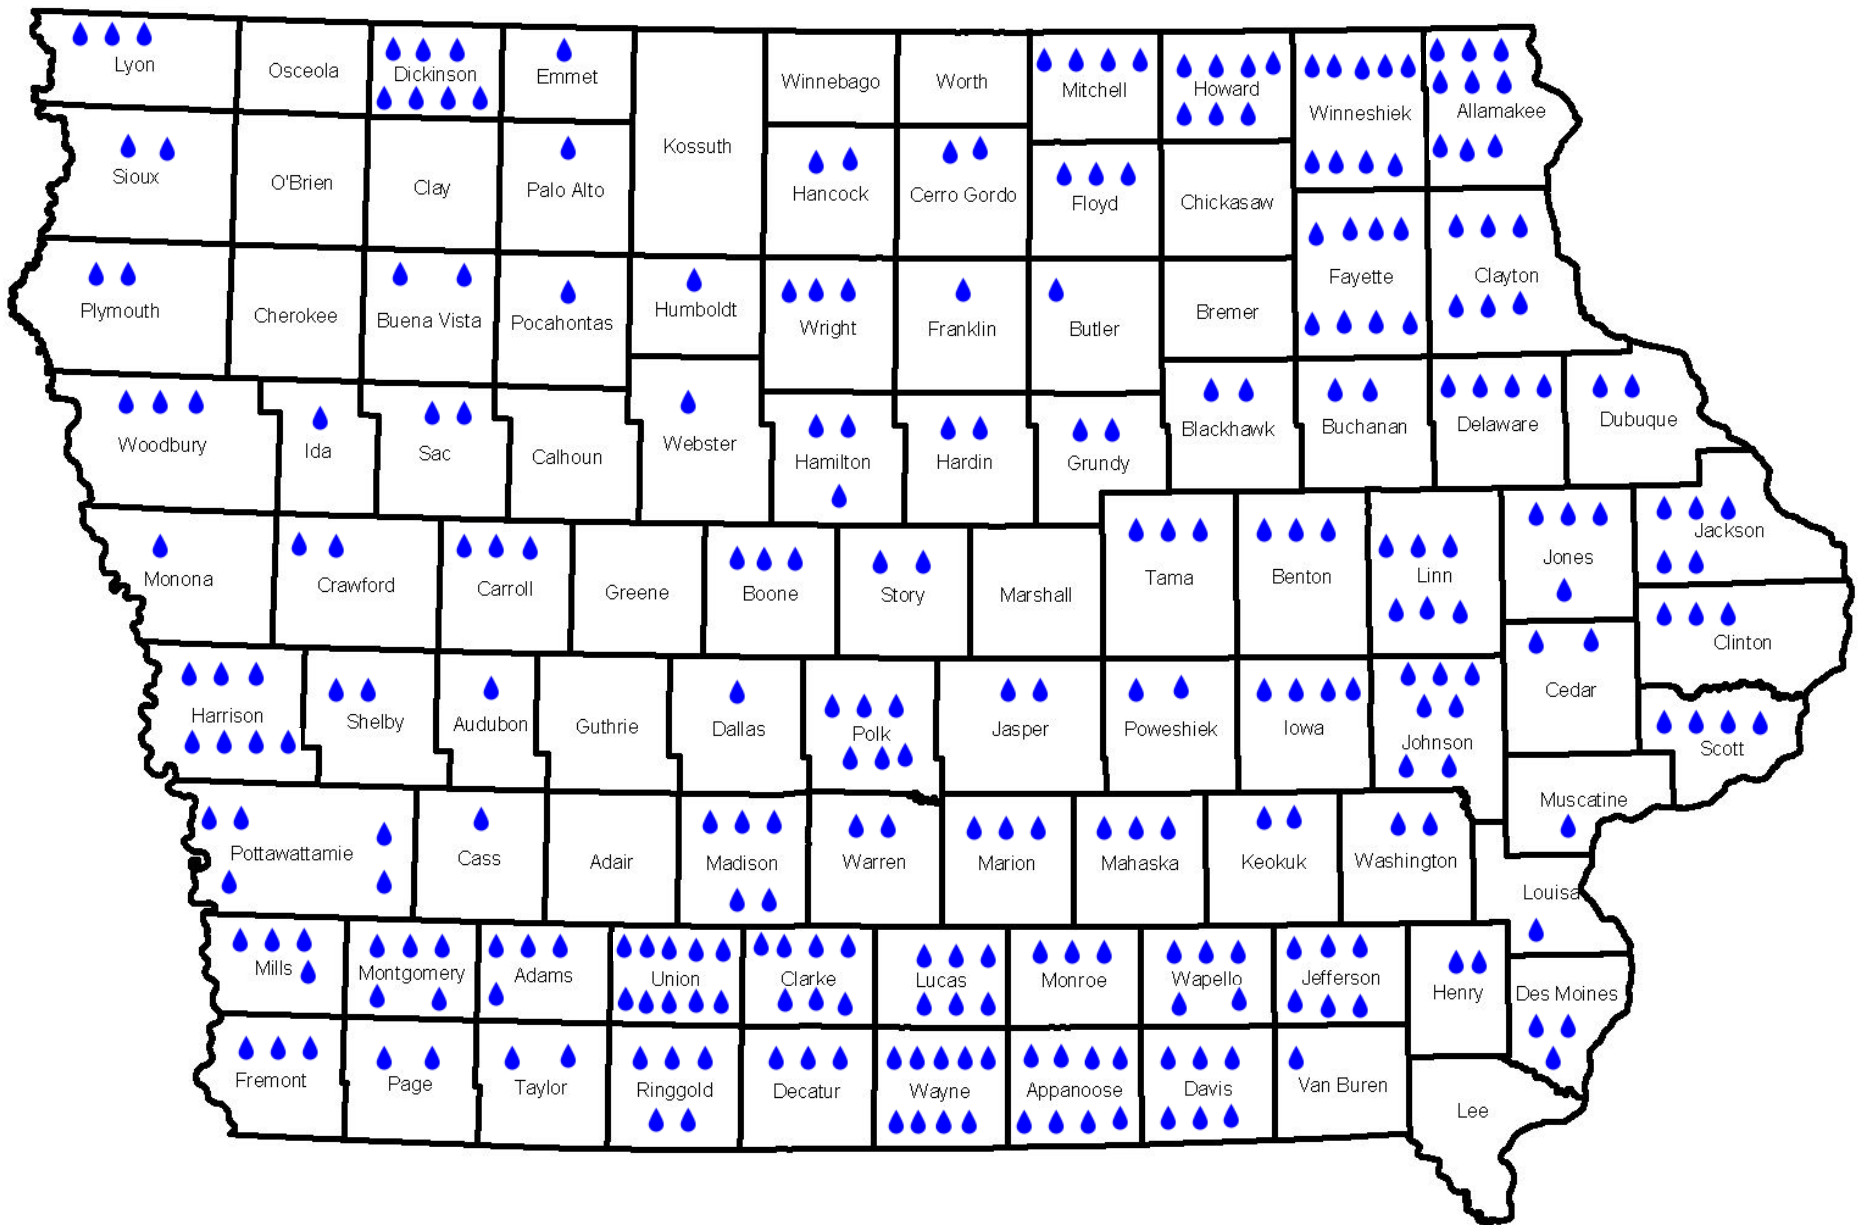 Lyon
Osceola
Dickinson
Emmet
Kossuth
Winnebago
Worth
Mitchell
Howard
Winneshiek
Allamakee
Sioux
O'Brien
Clay
Palo Alto
Hancock
Cerro Gordo
Floyd
Chickasaw
Plymouth
Cherokee
Buena Vista
Pocahontas
Humboldt
Wright
Franklin
Butler
Bremer
Fayette
Clayton
Woodbury
Ida
Sac
Calhoun
Webster
Hamilton
Hardin
Grundy
Blackhawk
Buchanan
Delaware
Dubuque
Monona
Crawford
Carroll
Greene
Boone
Story
Marshall
Tama
Benton
Linn
Jones
Jackson
Clinton
Harrison
Shelby
Audubon
Guthrie
Dallas
Polk
Jasper
Poweshiek
Iowa
Johnson
Cedar
Scott
Muscatine
Pottawattamie
Cass
Adair
Madison
Warren
Marion
Mahaska
Keokuk
Washington
Louisa
Mills
Montgomery
Adams
Union
Clarke
Lucas
Monroe
Wapello
Jefferson
Henry
Des Moines
Fremont
Page
Taylor
Ringgold
Decatur
Wayne
Appanoose
Davis
Van Buren
Lee